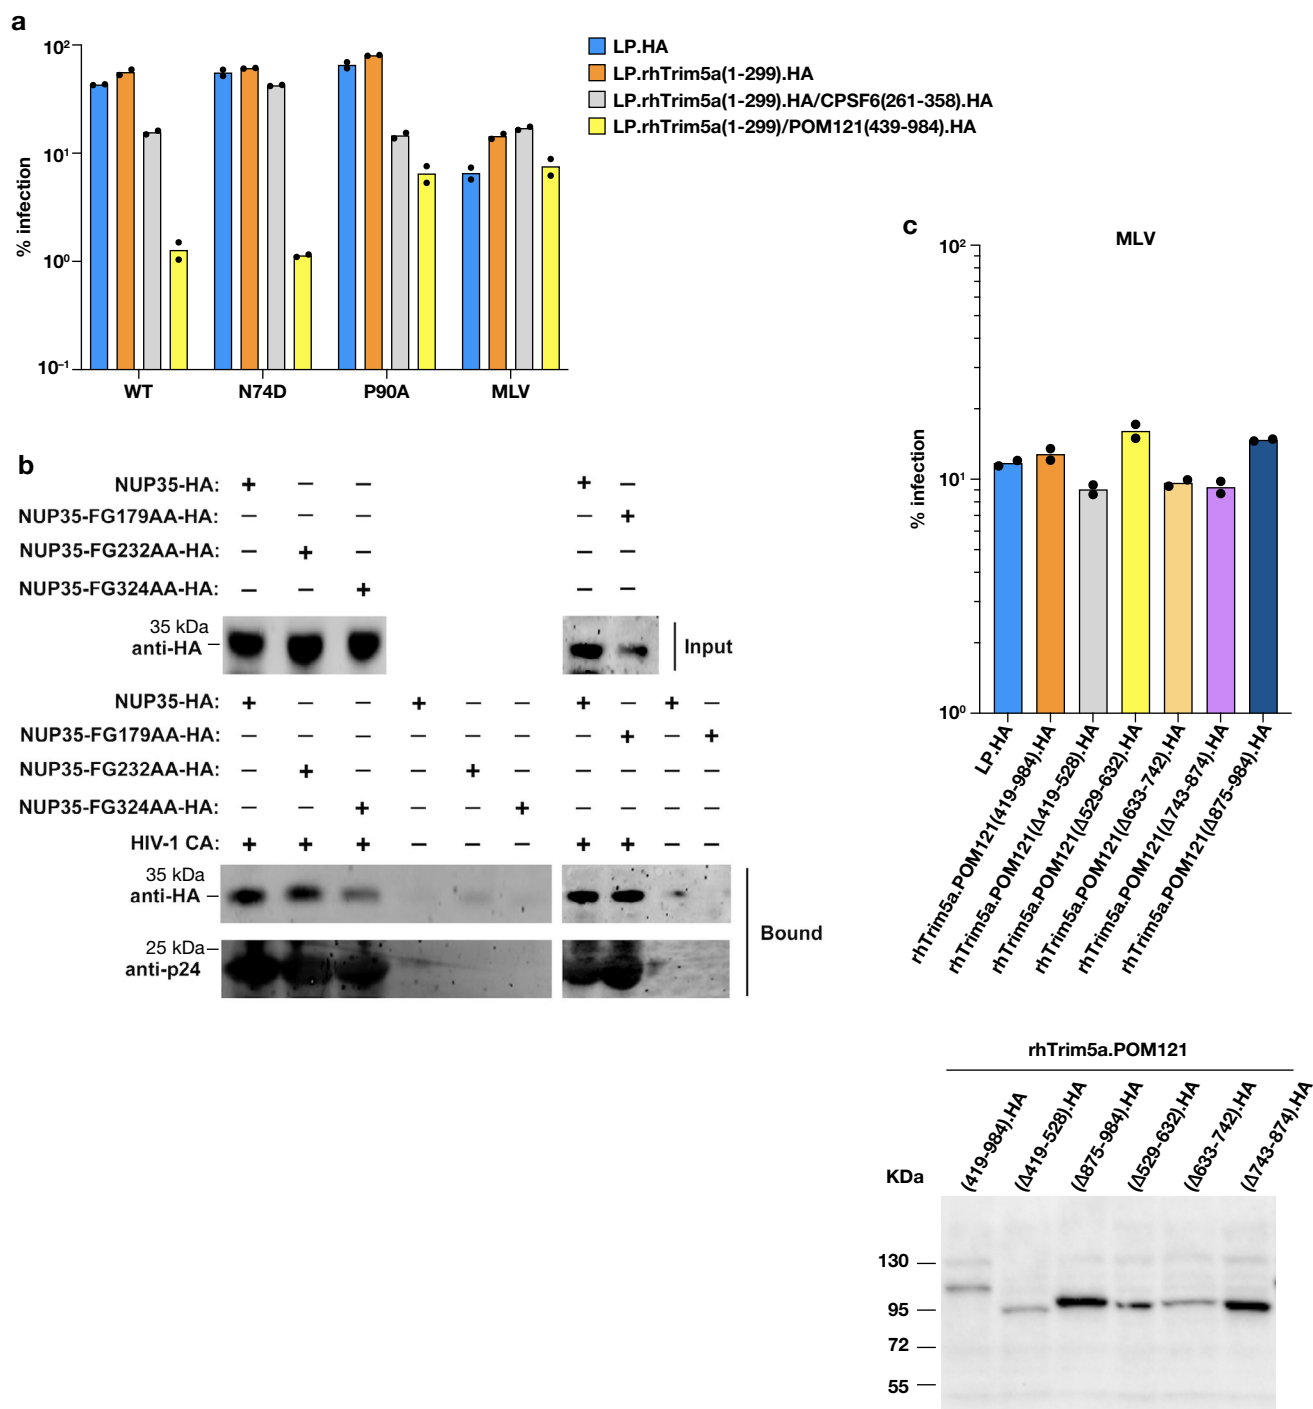 a
10²
10¹
10⁰
10⁻¹
% infection
WT N74D P90A MLV
LP.HA
LP.rhTrim5a(1-299).HA
LP.rhTrim5a(1-299).HA/CPSF6(261-358).HA
LP.rhTrim5a(1-299)/POM121(439-984).HA
b
NUP35-HA: + – – + –
NUP35-FG179AA-HA: – – – – +
NUP35-FG232AA-HA: – + – – –
NUP35-FG324AA-HA: – – + – –
35 kDa
anti-HA
Input
NUP35-HA: + – – + – – + – + –
NUP35-FG179AA-HA: – – – – – – – + – +
NUP35-FG232AA-HA: – + – – + – – – – –
NUP35-FG324AA-HA: – – + – – + – – – –
HIV-1 CA: + + + – – – + + – –
35 kDa
anti-HA
25 kDa
anti-p24
Bound
c
MLV
10²
10¹
10⁰
% infection
LP.HA
rhTrim5a.POM121(419-984).HA
rhTrim5a.POM121(Δ419-528).HA
rhTrim5a.POM121(Δ529-632).HA
rhTrim5a.POM121(Δ633-742).HA
rhTrim5a.POM121(Δ743-874).HA
rhTrim5a.POM121(Δ875-984).HA
rhTrim5a.POM121
(419-984).HA
(Δ419-528).HA
(Δ875-984).HA
(Δ529-632).HA
(Δ633-742).HA
(Δ743-874).HA
KDa
130
95
72
55